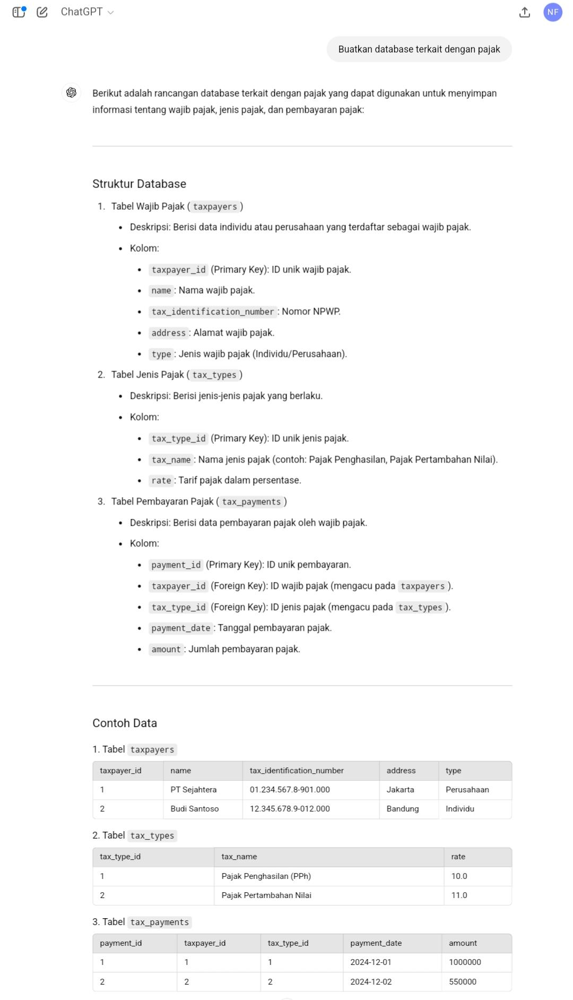 ChatGPT
NF
Buatkan database terkait dengan pajak
Berikut adalah rancangan database terkait dengan pajak yang dapat digunakan untuk menyimpan
informasi tentang wajib pajak, jenis pajak, dan pembayaran pajak:
Struktur Database
1. Tabel Wajib Pajak ( taxpayers )
• Deskripsi: Berisi data individu atau perusahaan yang terdaftar sebagai wajib pajak.
• Kolom:
• taxpayer_id (Primary Key): ID unik wajib pajak.
• name : Nama wajib pajak.
• tax_identification_number : Nomor NPWP.
• address : Alamat wajib pajak.
• type : Jenis wajib pajak (Individu/Perusahaan).
2. Tabel Jenis Pajak ( tax_types )
• Deskripsi: Berisi jenis-jenis pajak yang berlaku.
• Kolom:
• tax_type_id (Primary Key): ID unik jenis pajak.
• tax_name : Nama jenis pajak (contoh: Pajak Penghasilan, Pajak Pertambahan Nilai).
• rate : Tarif pajak dalam persentase.
3. Tabel Pembayaran Pajak ( tax_payments )
• Deskripsi: Berisi data pembayaran pajak oleh wajib pajak.
• Kolom:
• payment_id (Primary Key): ID unik pembayaran.
• taxpayer_id (Foreign Key): ID wajib pajak (mengacu pada taxpayers ).
• tax_type_id (Foreign Key): ID jenis pajak (mengacu pada tax_types ).
• payment_date : Tanggal pembayaran pajak.
• amount : Jumlah pembayaran pajak.
Contoh Data
1. Tabel taxpayers
taxpayer_id name tax_identification_number address type
1 PT Sejahtera 01.234.567.8-901.000 Jakarta Perusahaan
2 Budi Santoso 12.345.678.9-012.000 Bandung Individu
2. Tabel tax_types
tax_type_id tax_name rate
1 Pajak Penghasilan (PPh) 10.0
2 Pajak Pertambahan Nilai 11.0
3. Tabel tax_payments
payment_id taxpayer_id tax_type_id payment_date amount
1 1 1 2024-12-01 1000000
2 2 2 2024-12-02 550000